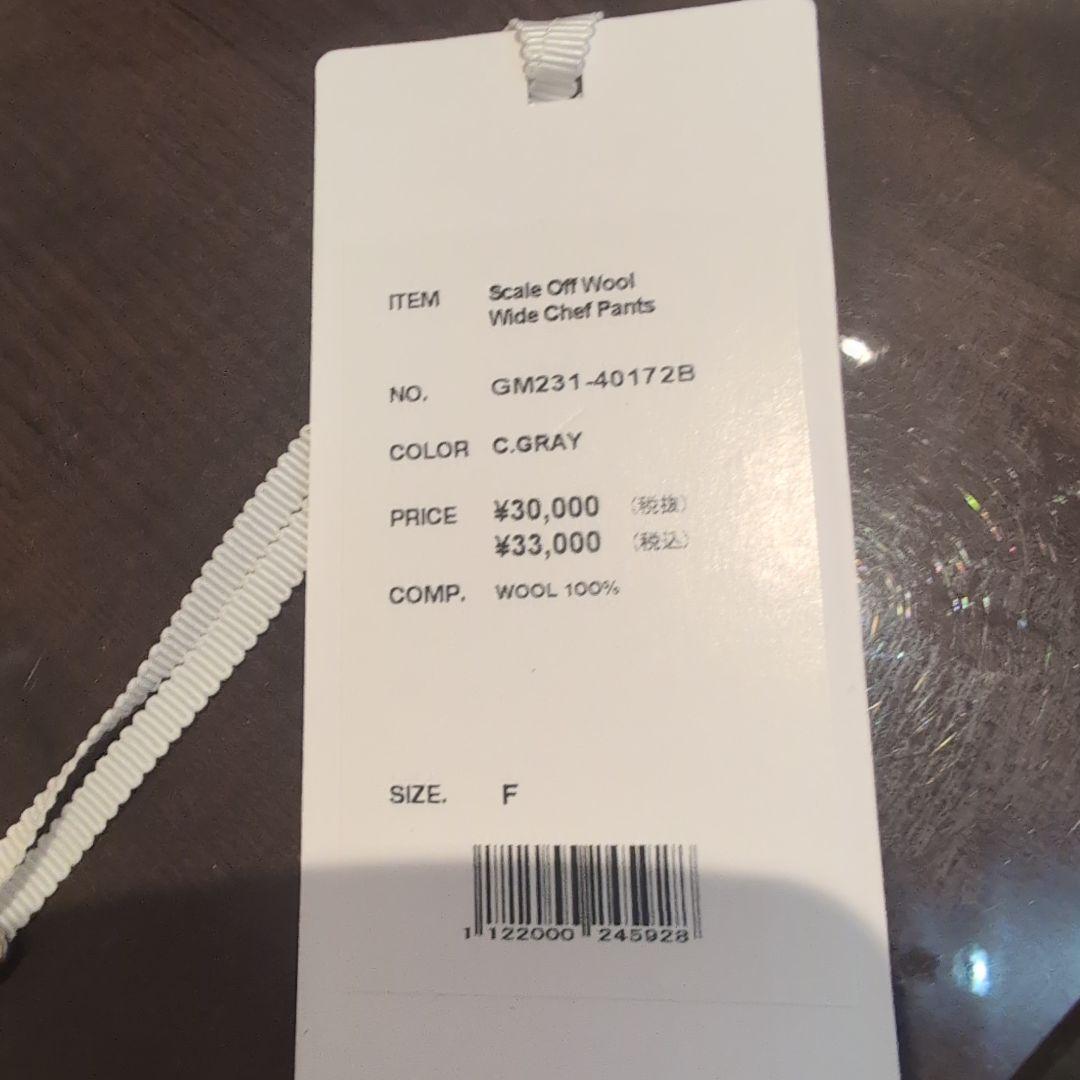 ITEM Scale Off Wool
Wide Chef Pants
NO. GM231-40172B
COLOR C.GRAY
PRICE ¥30,000 (税抜)
¥33,000 (税込)
COMP. WOOL 100%
SIZE. F
1 122000 245928